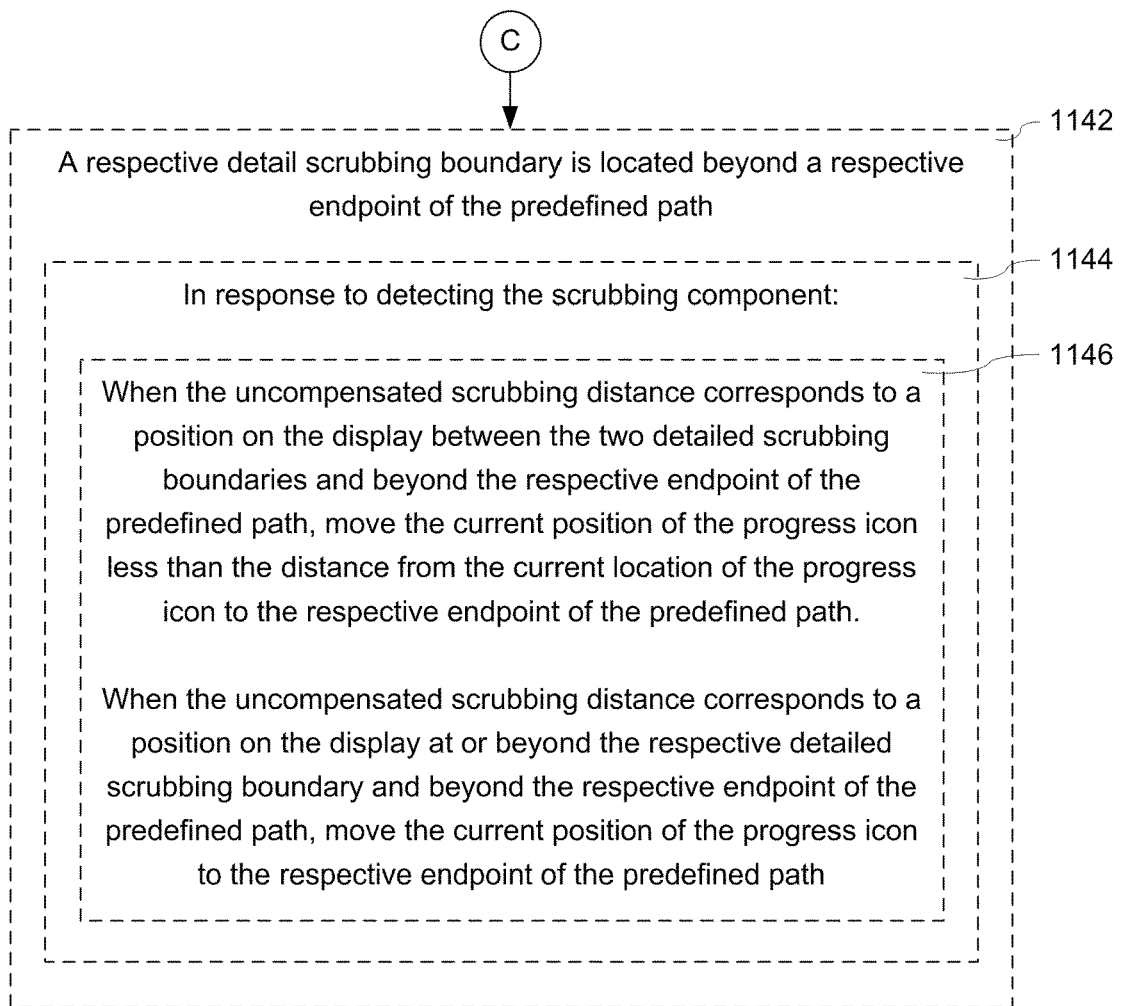 C
1142
A respective detail scrubbing boundary is located beyond a respective
endpoint of the predefined path
1144
In response to detecting the scrubbing component:
1146
When the uncompensated scrubbing distance corresponds to a
position on the display between the two detailed scrubbing
boundaries and beyond the respective endpoint of the
predefined path, move the current position of the progress icon
less than the distance from the current location of the progress
icon to the respective endpoint of the predefined path.
When the uncompensated scrubbing distance corresponds to a
position on the display at or beyond the respective detailed
scrubbing boundary and beyond the respective endpoint of the
predefined path, move the current position of the progress icon
to the respective endpoint of the predefined path